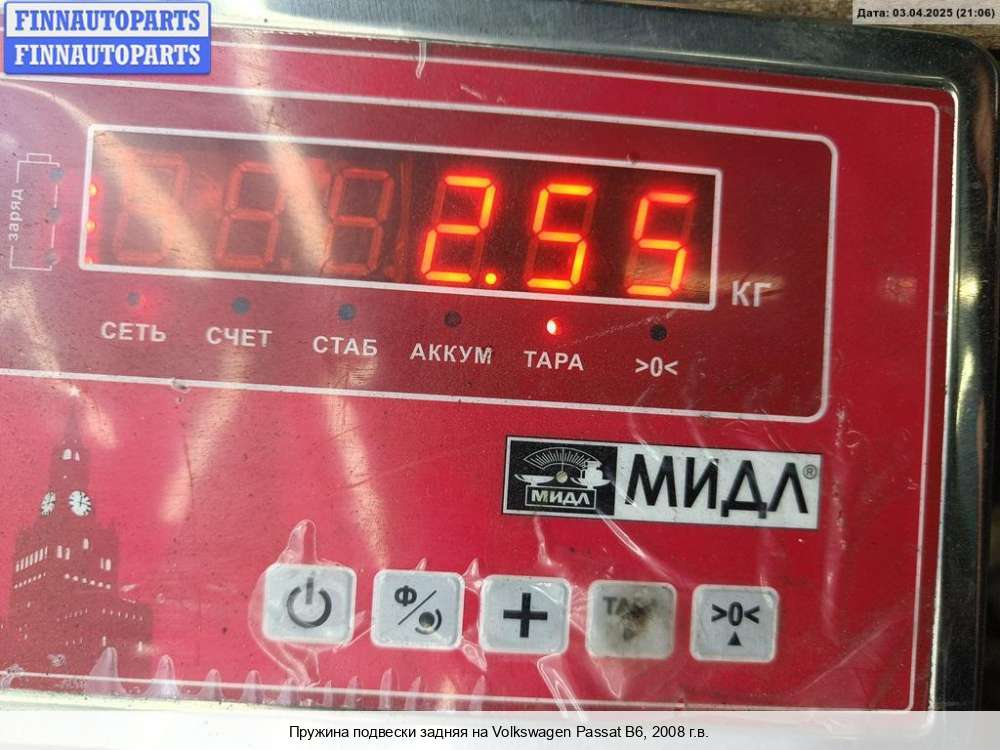 FINNAUTOPARTS
FINNAUTOPARTS
Дата: 03.04.2025 (21:06)
заряд
2.55
КГ
СЕТЬ СЧЕТ СТАБ АККУМ ТАРА >0<
МИДЛ
МИДЛ®
Ф
+
>0<
Пружина подвески задняя на Volkswagen Passat B6, 2008 г.в.